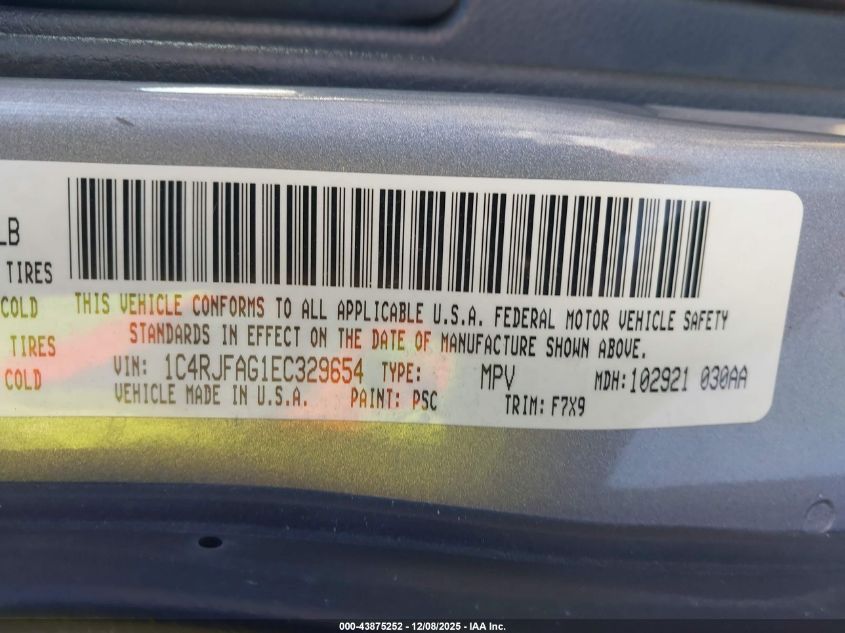 LB
TIRES
COLD
TIRES
COLD
THIS VEHICLE CONFORMS TO ALL APPLICABLE U.S.A. FEDERAL MOTOR VEHICLE SAFETY
STANDARDS IN EFFECT ON THE DATE OF MANUFACTURE SHOWN ABOVE.
VIN: 1C4RJFAG1EC329654 TYPE: MPV MDH:102921 030AA
VEHICLE MADE IN U.S.A. PAINT: PSC TRIM: F7X9
000-43875252 - 12/08/2025 - IAA Inc.